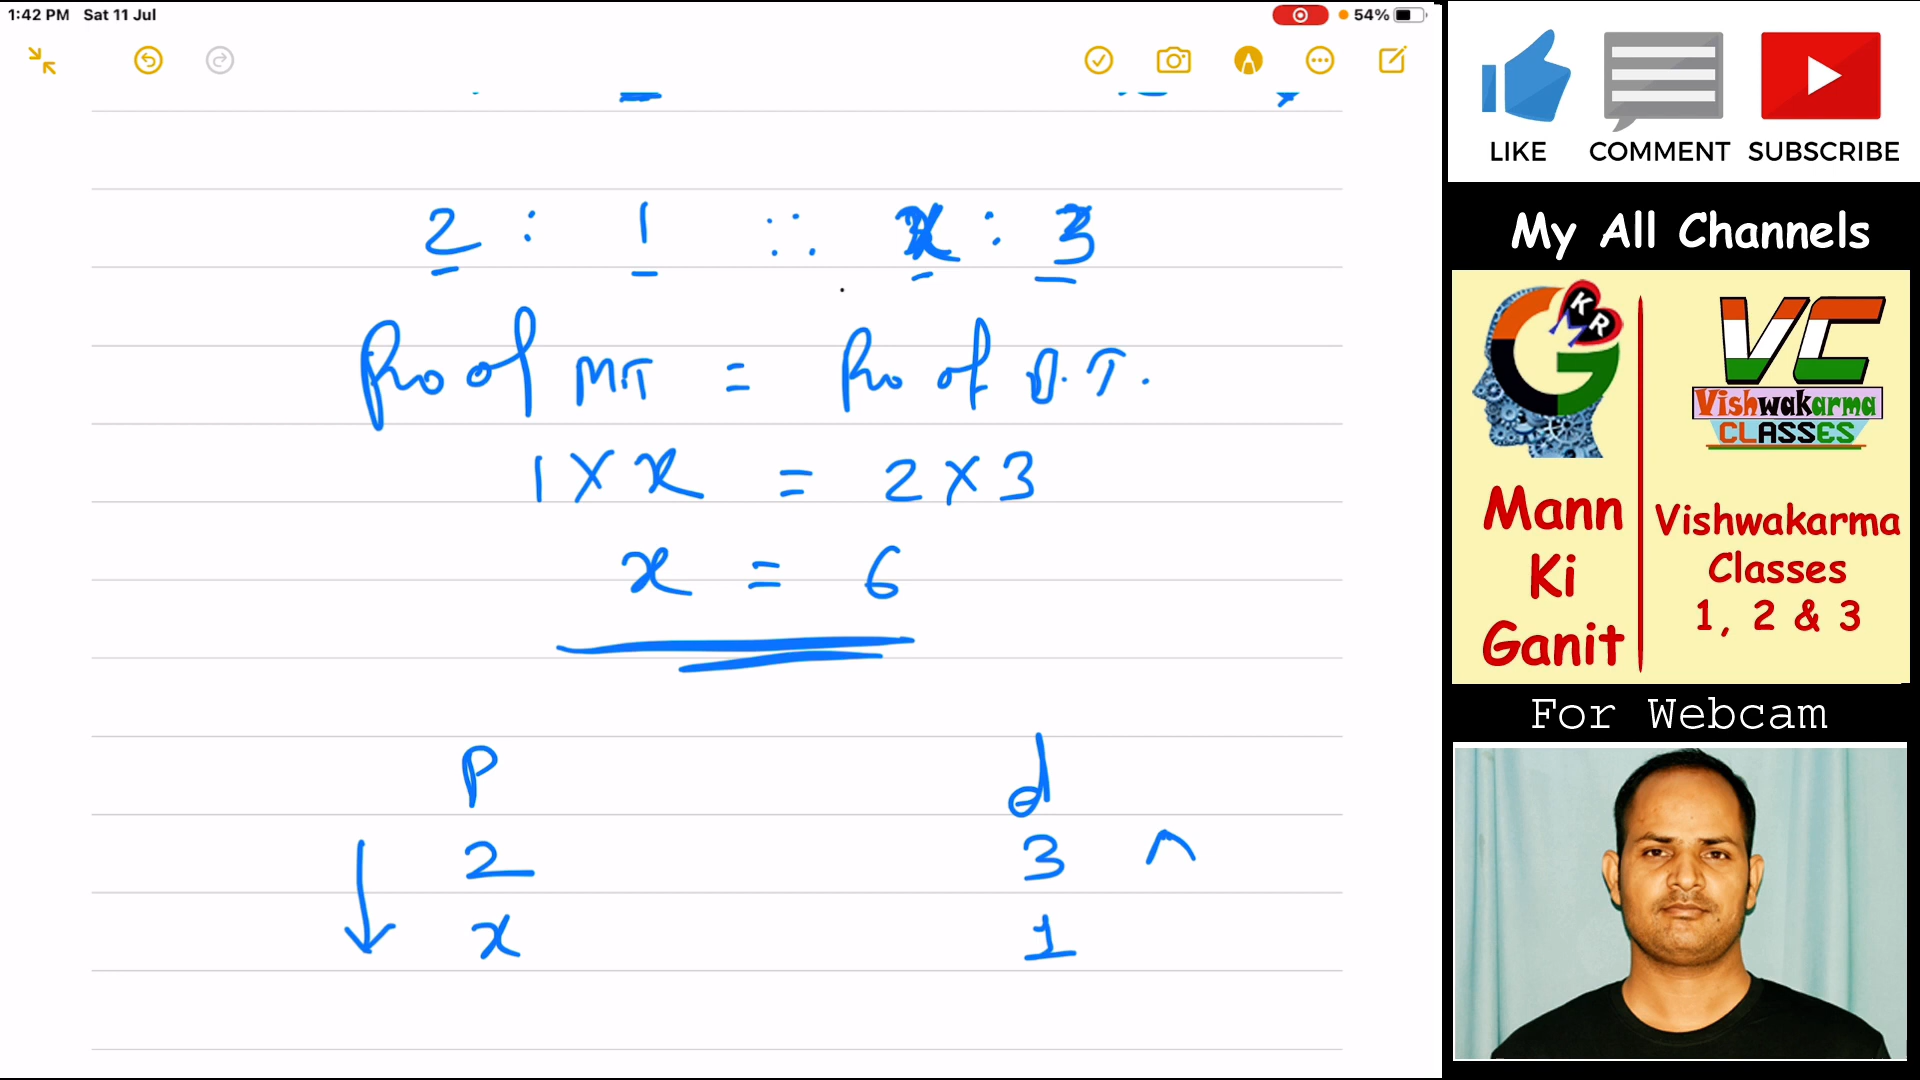 1:42 PM Sat 11 Jul
54%
2 : 1 :: x : 3
Pro of MT = Pro of D.T.
1 X x = 2 X 3
x = 6
P d
2 3
x 1
LIKE COMMENT SUBSCRIBE
My All Channels
KR
G
VC
Vishwakarma
CLASSES
Mann
Ki
Ganit
Vishwakarma
Classes
1, 2 & 3
For Webcam